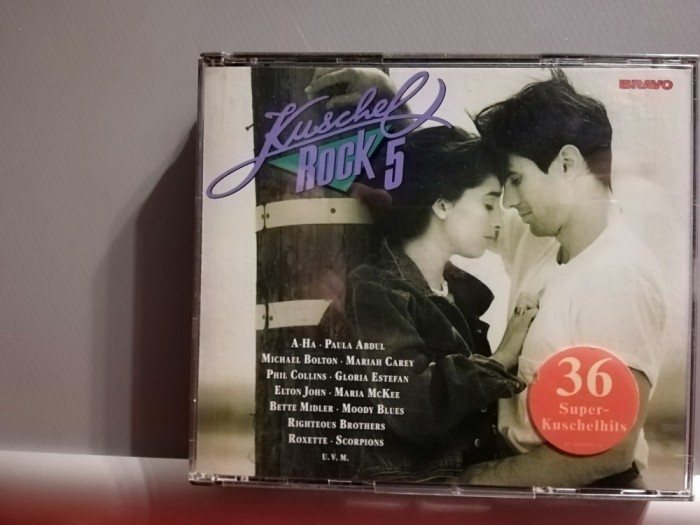 BRAVO
Kuschel
ROCK 5
A-HA · PAULA ABDUL
MICHAEL BOLTON · MARIAH CAREY
PHIL COLLINS · GLORIA ESTEFAN
ELTON JOHN · MARIA MCKEE
BETTE MIDLER · MOODY BLUES
RIGHTEOUS BROTHERS
ROXETTE · SCORPIONS
U. V. M.
36
Super-
Kuschelhits